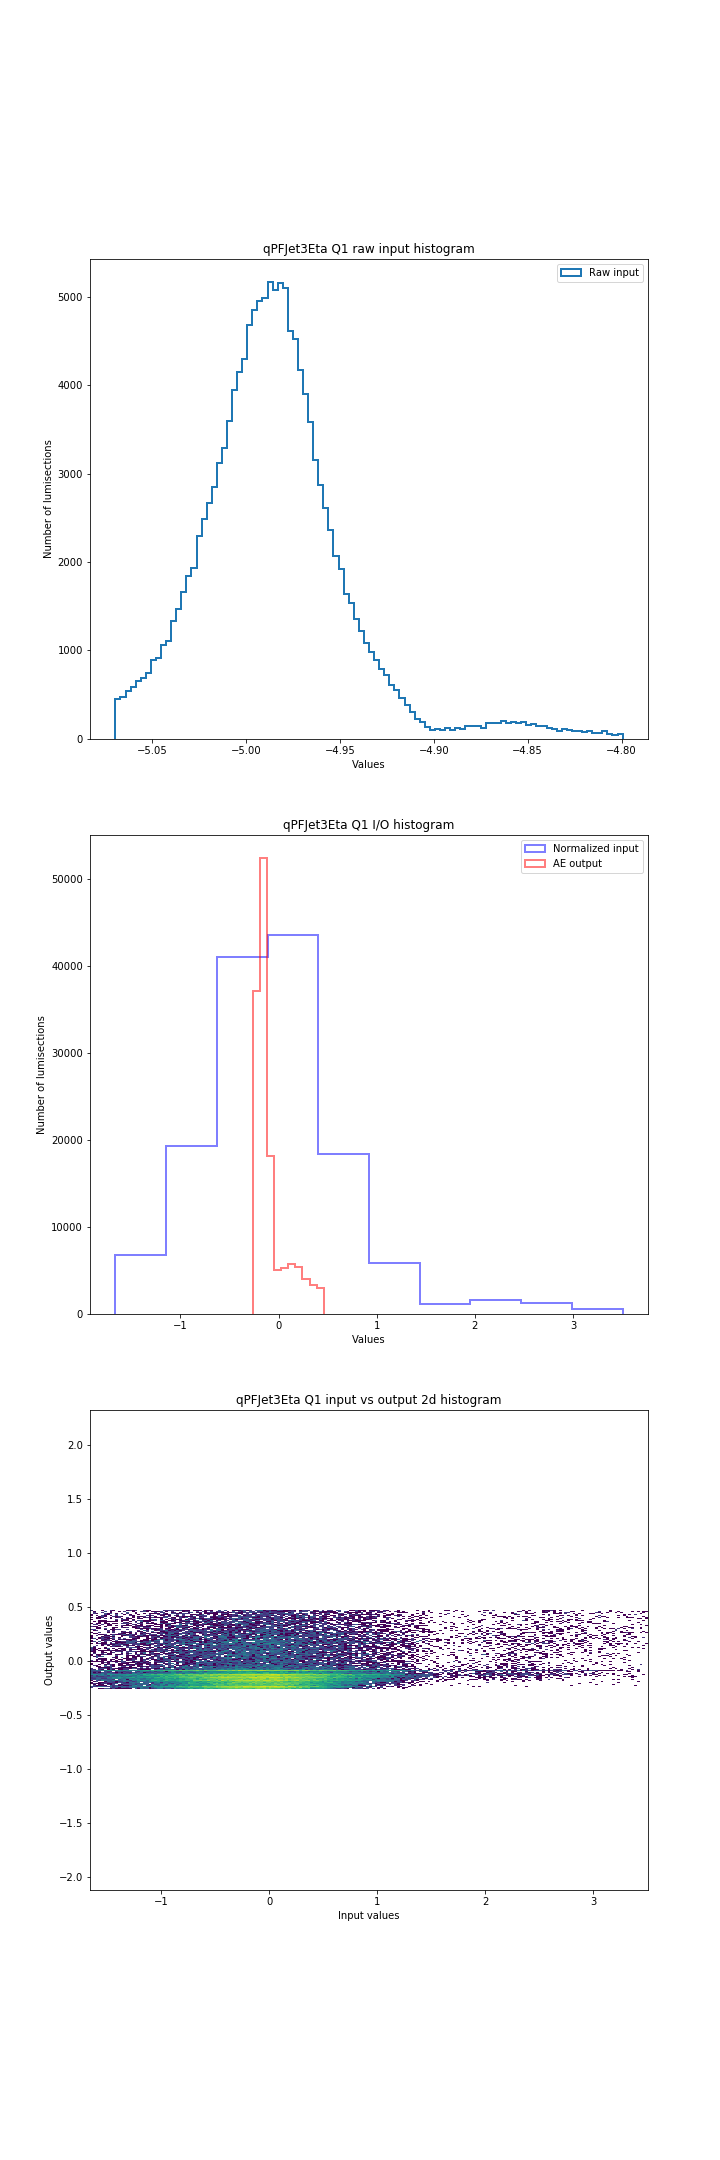 qPFJet3Eta Q1 raw input histogram
Raw input
5000
4000
3000
2000
1000
0
Number of lumisections
−5.05 −5.00 −4.95 −4.90 −4.85 −4.80
Values
qPFJet3Eta Q1 I/O histogram
Normalized input
AE output
50000
40000
30000
20000
10000
0
Number of lumisections
−1 0 1 2 3
Values
qPFJet3Eta Q1 input vs output 2d histogram
2.0
1.5
1.0
0.5
0.0
−0.5
−1.0
−1.5
−2.0
Output values
−1 0 1 2 3
Input values